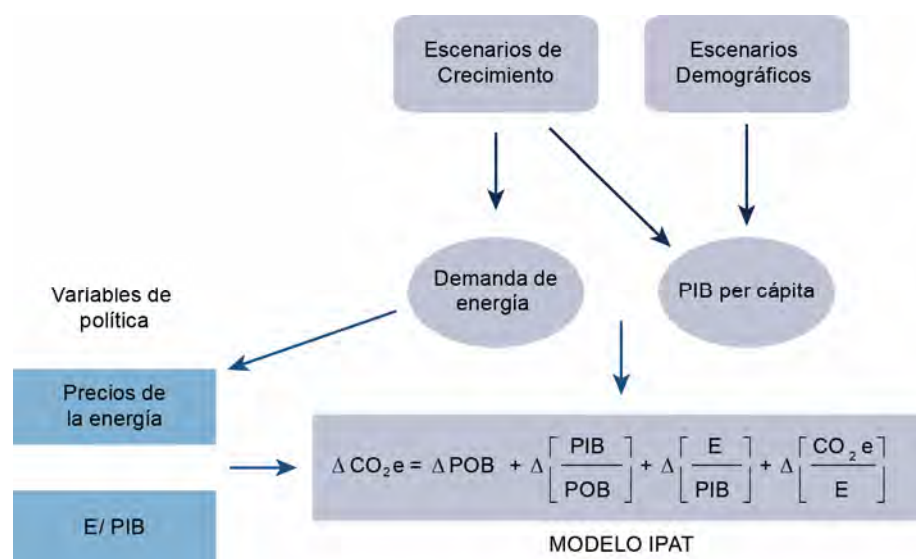 Escenarios de
Crecimiento
Escenarios
Demográficos
Demanda de
energía
PIB per cápita
Variables de
política
Precios de
la energía
E/ PIB
Δ CO₂e = Δ POB + Δ [PIB / POB] + Δ [E / PIB] + Δ [CO₂ e / E]
MODELO IPAT